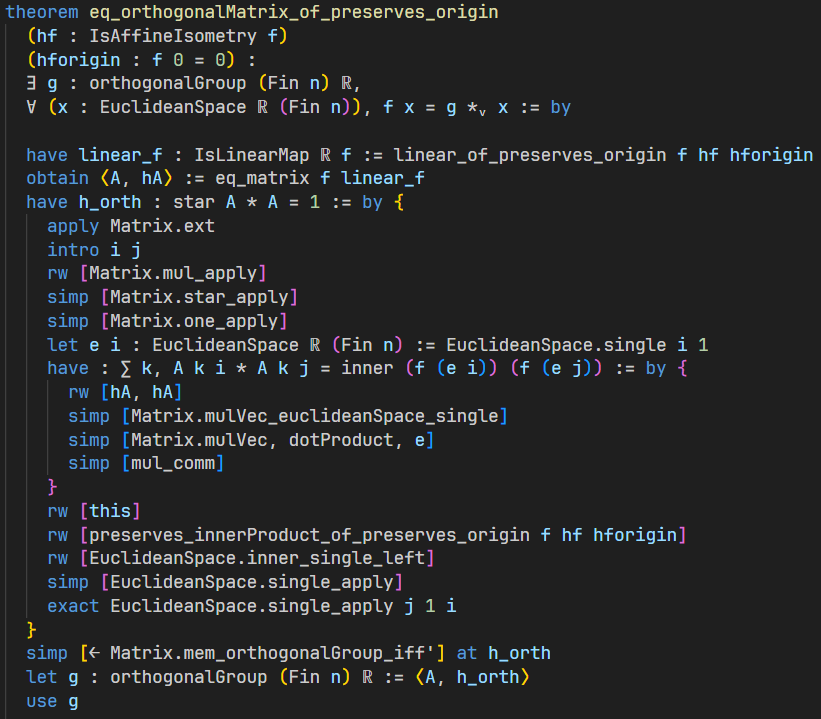 theorem eq_orthogonalMatrix_of_preserves_origin
(hf : IsAffineIsometry f)
(hforigin : f 0 = 0) :
∃ g : orthogonalGroup (Fin n) ℝ,
∀ (x : EuclideanSpace ℝ (Fin n)), f x = g *ᵥ x := by
have linear_f : IsLinearMap ℝ f := linear_of_preserves_origin f hf hforigin
obtain ⟨A, hA⟩ := eq_matrix f linear_f
have h_orth : star A * A = 1 := by {
apply Matrix.ext
intro i j
rw [Matrix.mul_apply]
simp [Matrix.star_apply]
simp [Matrix.one_apply]
let e i : EuclideanSpace ℝ (Fin n) := EuclideanSpace.single i 1
have : ∑ k, A k i * A k j = inner (f (e i)) (f (e j)) := by {
rw [hA, hA]
simp [Matrix.mulVec_euclideanSpace_single]
simp [Matrix.mulVec, dotProduct, e]
simp [mul_comm]
}
rw [this]
rw [preserves_innerProduct_of_preserves_origin f hf hforigin]
rw [EuclideanSpace.inner_single_left]
simp [EuclideanSpace.single_apply]
exact EuclideanSpace.single_apply j 1 i
}
simp [← Matrix.mem_orthogonalGroup_iff'] at h_orth
let g : orthogonalGroup (Fin n) ℝ := ⟨A, h_orth⟩
use g